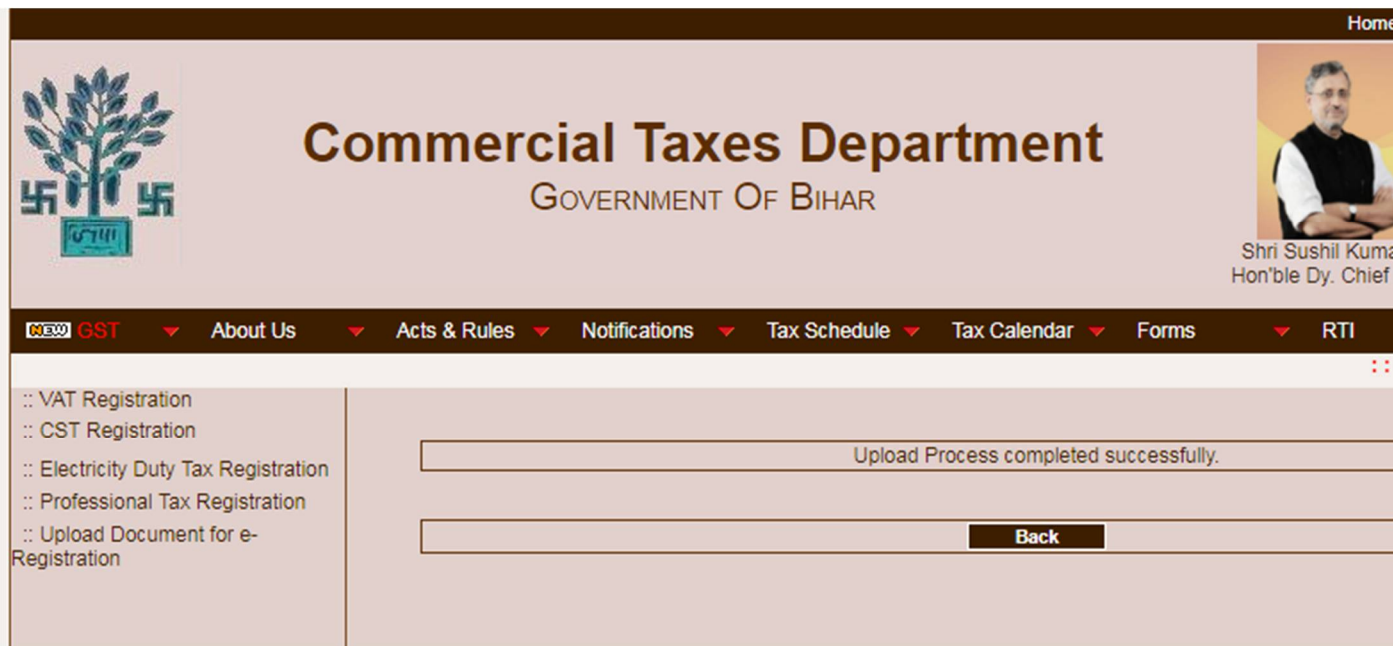 Home
Commercial Taxes Department
GOVERNMENT OF BIHAR
Shri Sushil Kuma
Hon'ble Dy. Chief
NEW GST
About Us
Acts & Rules
Notifications
Tax Schedule
Tax Calendar
Forms
RTI
::
:: VAT Registration
:: CST Registration
:: Electricity Duty Tax Registration
:: Professional Tax Registration
:: Upload Document for e-
Registration
Upload Process completed successfully.
Back